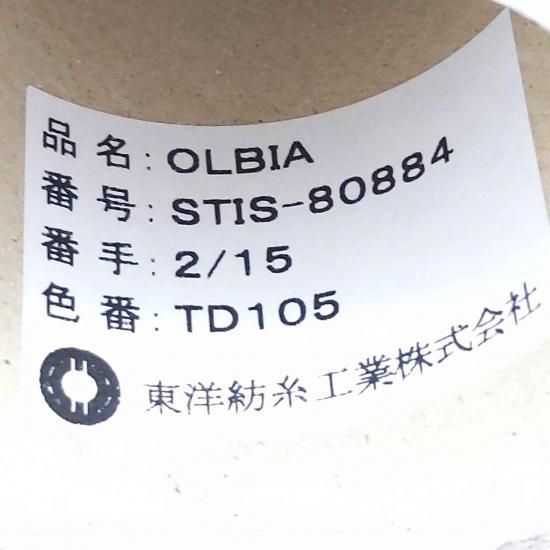 品名:OLBIA
番号:STIS-80884
番手:2/15
色番:TD105
東洋紡糸工業株式会社